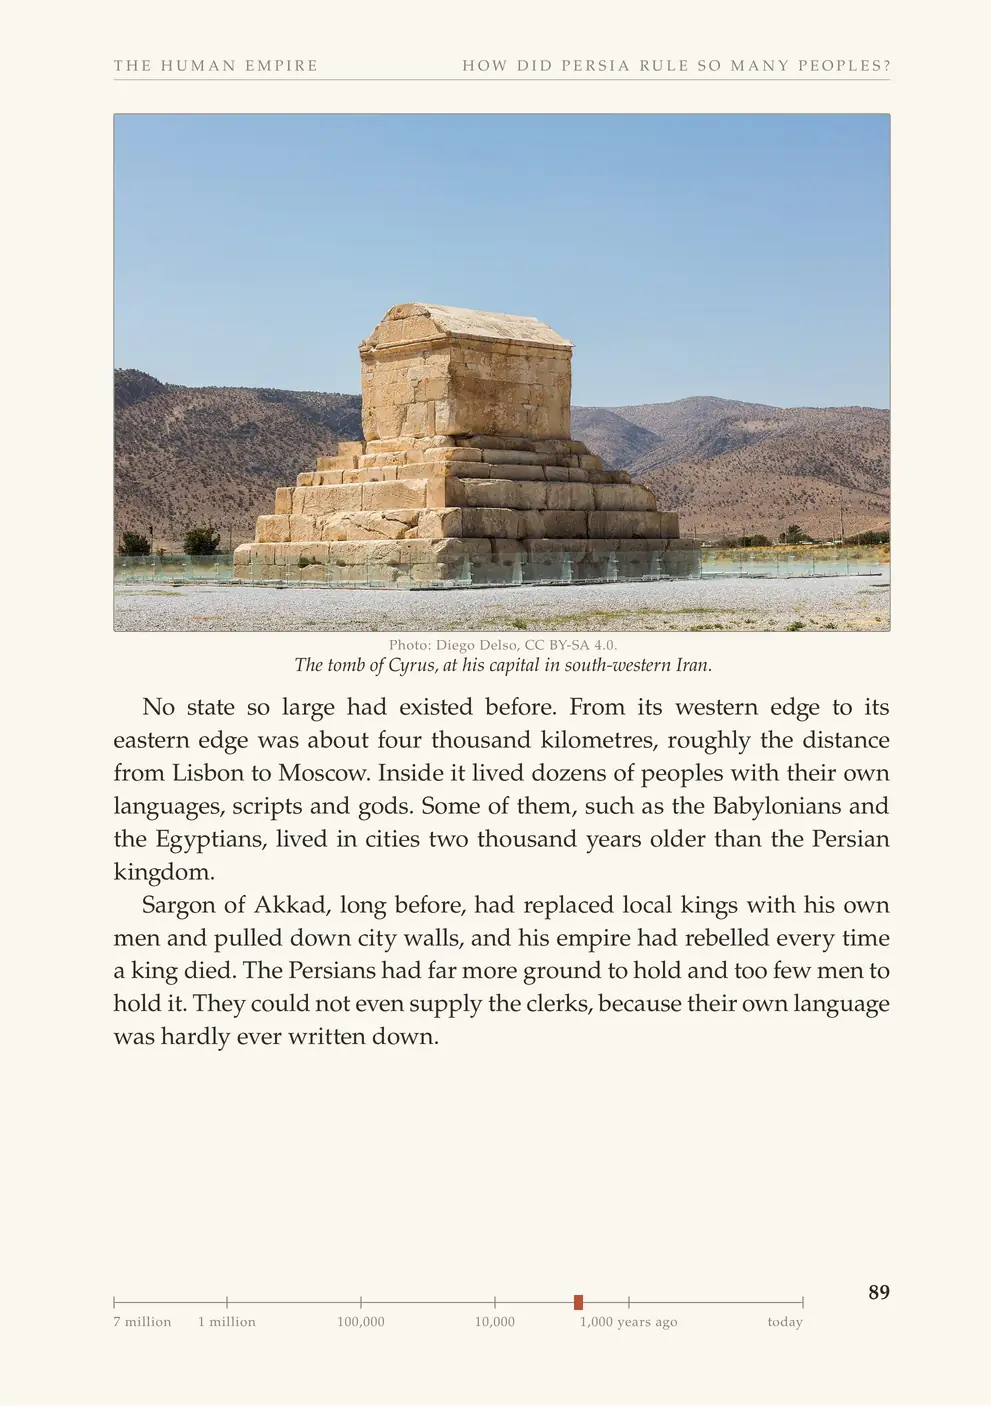 THE HUMAN EMPIRE
HOW DID PERSIA RULE SO MANY PEOPLES?
Photo: Diego Delso, CC BY-SA 4.0.
The tomb of Cyrus, at his capital in south-western Iran.
No state so large had existed before. From its western edge to its
eastern edge was about four thousand kilometres, roughly the distance
from Lisbon to Moscow. Inside it lived dozens of peoples with their own
languages, scripts and gods. Some of them, such as the Babylonians and
the Egyptians, lived in cities two thousand years older than the Persian
kingdom.
Sargon of Akkad, long before, had replaced local kings with his own
men and pulled down city walls, and his empire had rebelled every time
a king died. The Persians had far more ground to hold and too few men to
hold it. They could not even supply the clerks, because their own language
was hardly ever written down.
89
7 million 1 million 100,000 10,000 1,000 years ago today